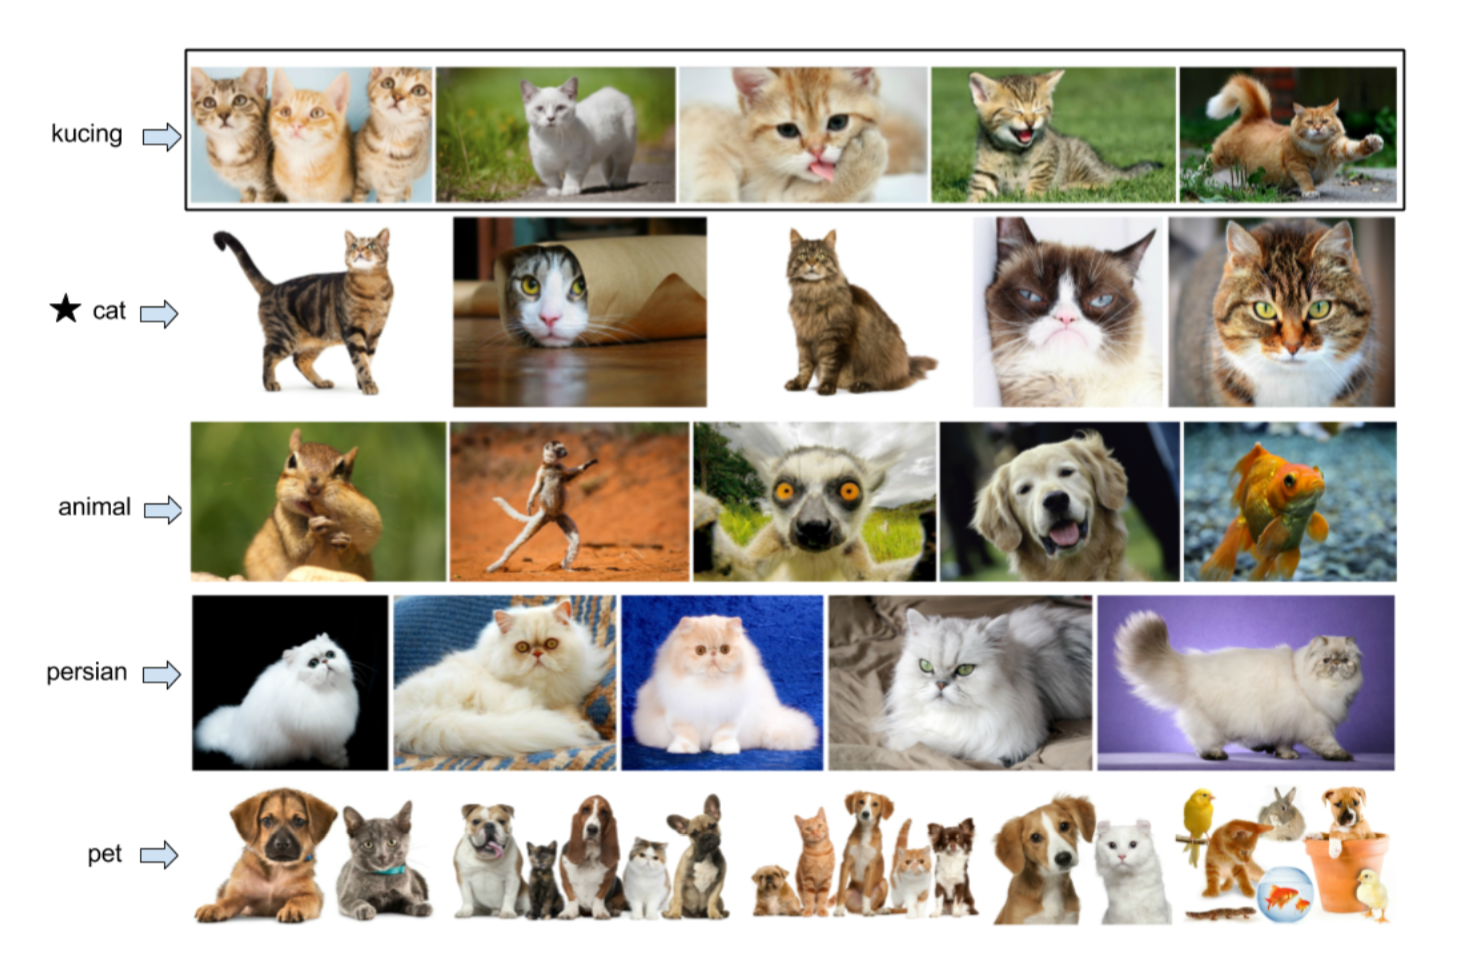 kucing
cat
animal
persian
pet